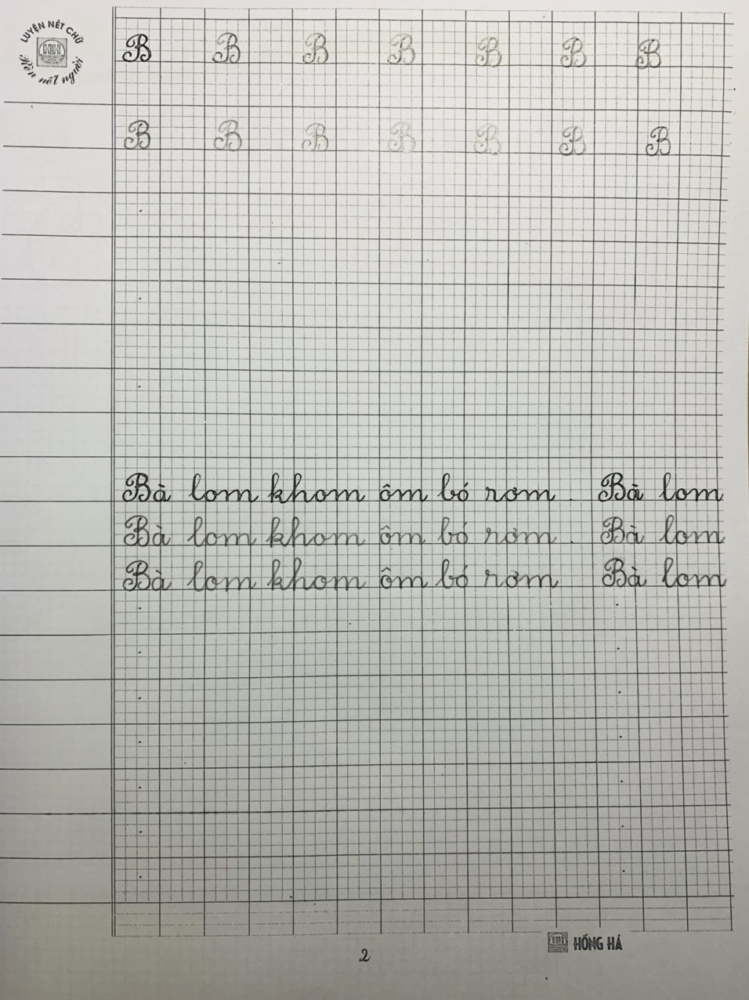 LUYỆN NÉT CHỮ
Rèn nết người
B B B B B B B
B B B B B B B
Bà lom khom ôm bó rơm. Bà lom
Bà lom khom ôm bó rơm. Bà lom
Bà lom khom ôm bó rơm Bà lom
HỒNG HÀ
2